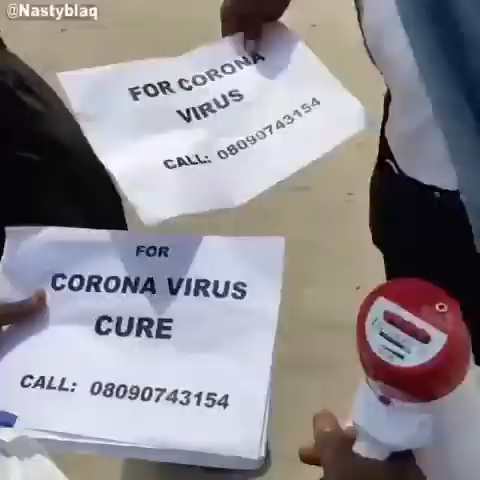 @Nastyblaq
FOR CORONA
VIRUS
CALL: 08090743154
FOR
CORONA VIRUS
CURE
CALL: 08090743154